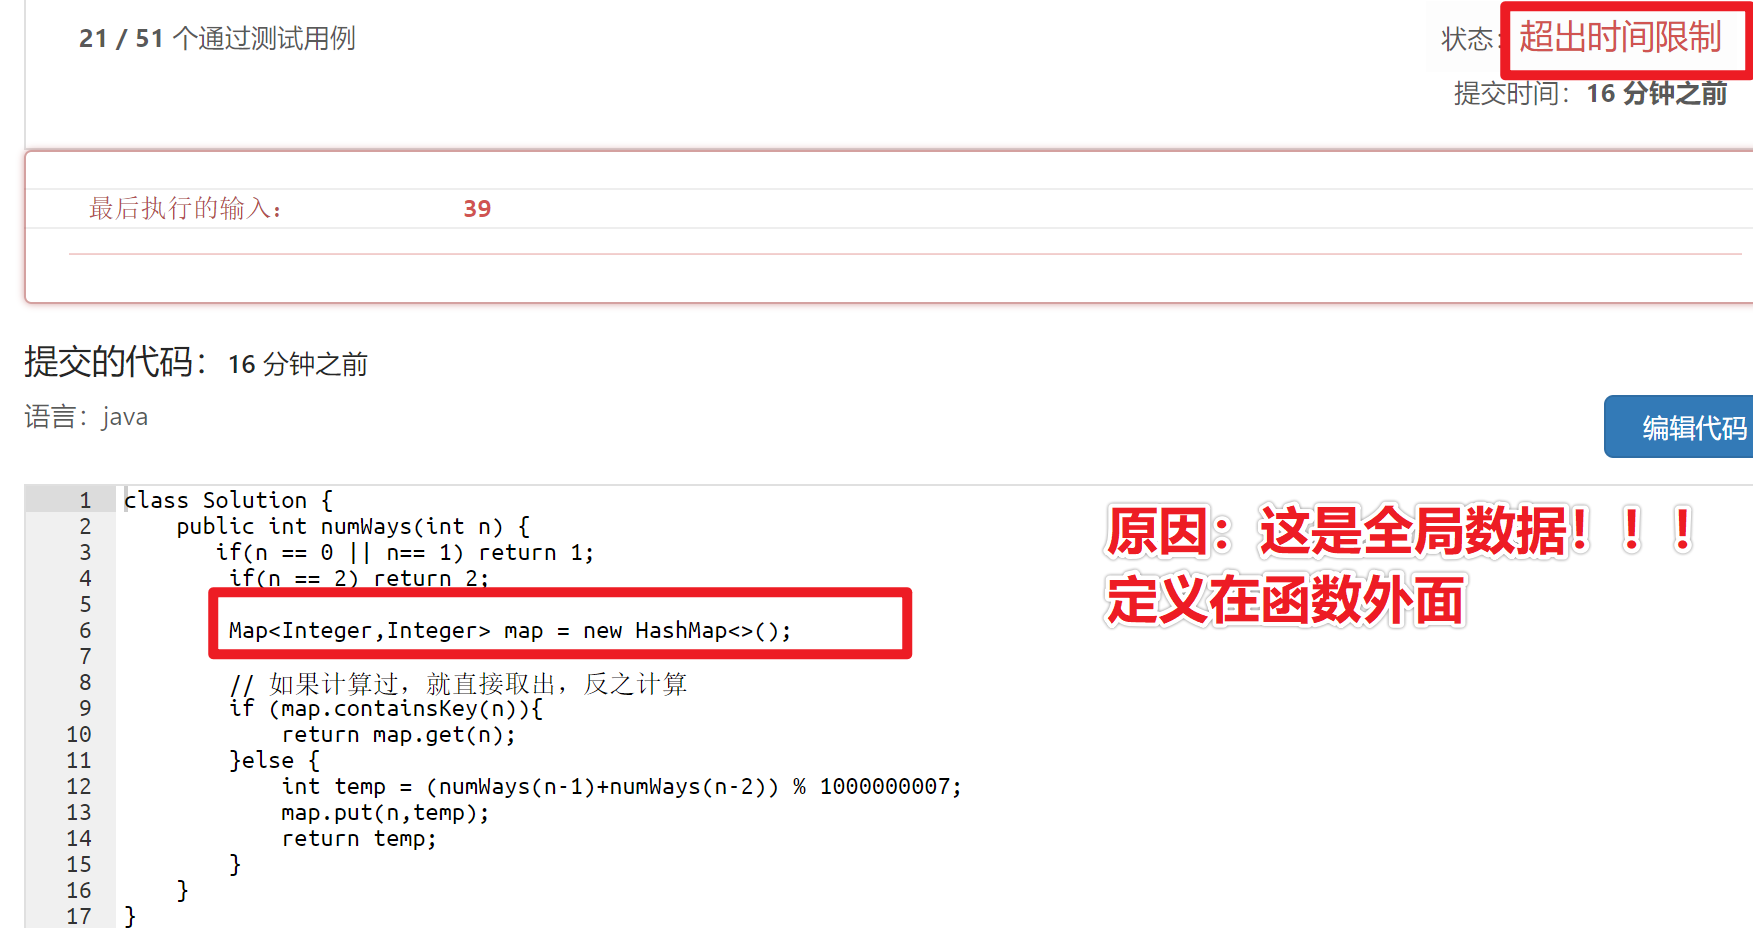 21 / 51 个通过测试用例
状态：超出时间限制
提交时间：16 分钟之前
最后执行的输入：39
提交的代码：16 分钟之前
语言：java
编辑代码
1 class Solution {
2 public int numWays(int n) {
3 if(n == 0 || n== 1) return 1;
4 if(n == 2) return 2;
5
6 Map<Integer,Integer> map = new HashMap<>();
7
8 // 如果计算过，就直接取出，反之计算
9 if (map.containsKey(n)){
10 return map.get(n);
11 }else {
12 int temp = (numWays(n-1)+numWays(n-2)) % 1000000007;
13 map.put(n,temp);
14 return temp;
15 }
16 }
17 }
原因：这是全局数据！！！
定义在函数外面